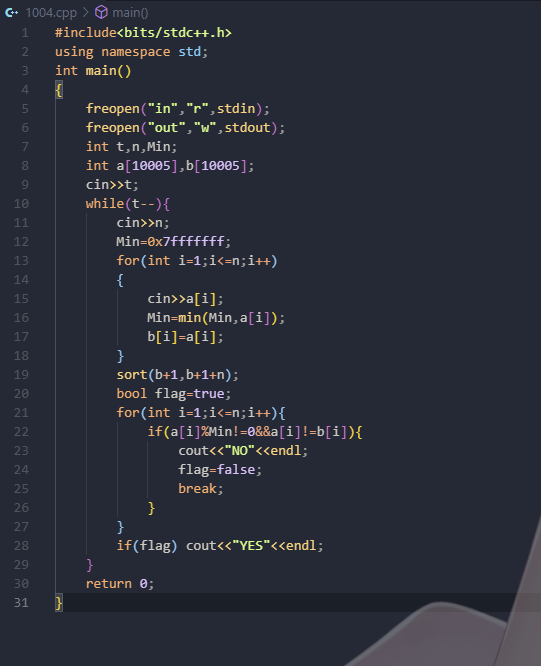 1004.cpp > main()
1 #include<bits/stdc++.h>
2 using namespace std;
3 int main()
4 {
5 freopen("in","r",stdin);
6 freopen("out","w",stdout);
7 int t,n,Min;
8 int a[10005],b[10005];
9 cin>>t;
10 while(t--){
11 cin>>n;
12 Min=0x7fffffff;
13 for(int i=1;i<=n;i++)
14 {
15 cin>>a[i];
16 Min=min(Min,a[i]);
17 b[i]=a[i];
18 }
19 sort(b+1,b+1+n);
20 bool flag=true;
21 for(int i=1;i<=n;i++){
22 if(a[i]%Min!=0&&a[i]!=b[i]){
23 cout<<"NO"<<endl;
24 flag=false;
25 break;
26 }
27 }
28 if(flag) cout<<"YES"<<endl;
29 }
30 return 0;
31 }